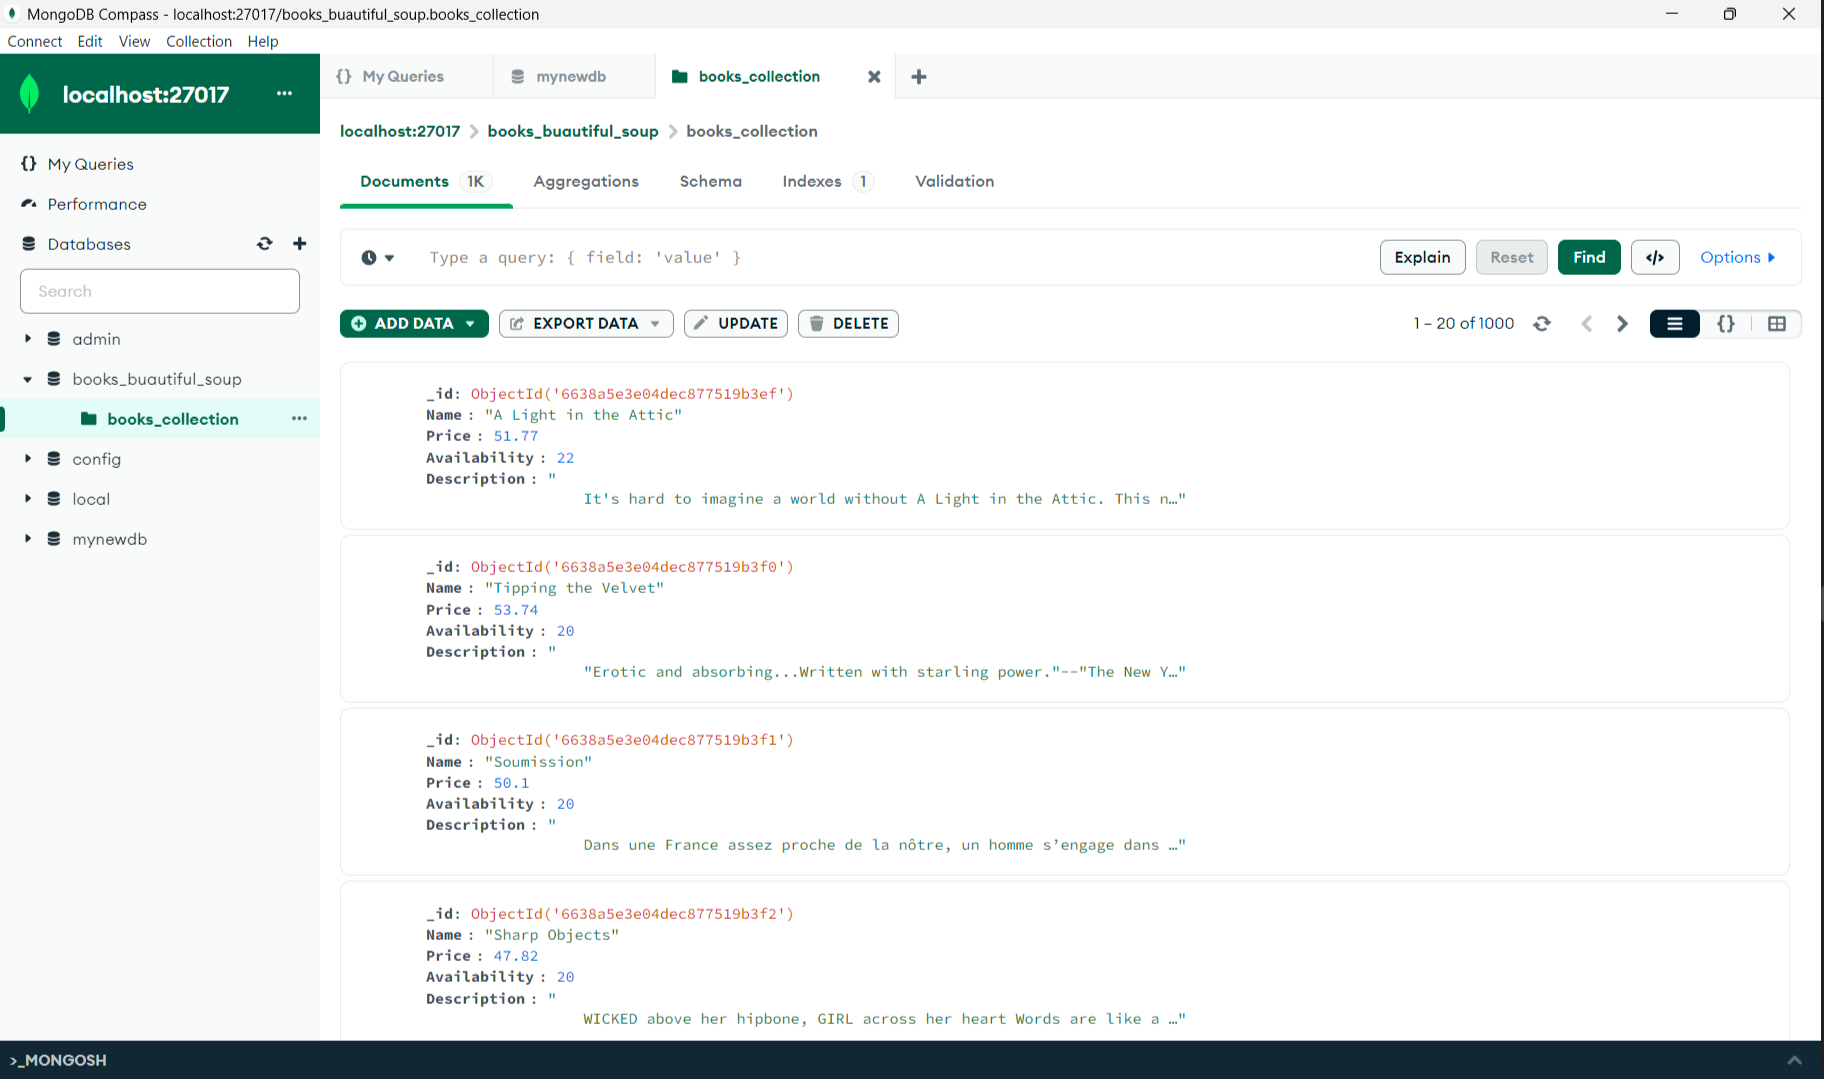 MongoDB Compass - localhost:27017/books_buautiful_soup.books_collection
Connect Edit View Collection Help
localhost:27017 ...
{} My Queries
mynewdb
books_collection
localhost:27017 > books_buautiful_soup > books_collection
My Queries
Performance
Databases
Search
admin
books_buautiful_soup
books_collection
config
local
mynewdb
Documents 1K Aggregations Schema Indexes 1 Validation
Type a query: { field: 'value' }
Explain Reset Find </> Options
ADD DATA EXPORT DATA UPDATE DELETE
1 – 20 of 1000
{}
_id: ObjectId('6638a5e3e04dec877519b3ef')
Name : "A Light in the Attic"
Price : 51.77
Availability : 22
Description : "
It's hard to imagine a world without A Light in the Attic. This n…"
_id: ObjectId('6638a5e3e04dec877519b3f0')
Name : "Tipping the Velvet"
Price : 53.74
Availability : 20
Description : "
"Erotic and absorbing...Written with starling power."--"The New Y…"
_id: ObjectId('6638a5e3e04dec877519b3f1')
Name : "Soumission"
Price : 50.1
Availability : 20
Description : "
Dans une France assez proche de la nôtre, un homme s’engage dans …"
_id: ObjectId('6638a5e3e04dec877519b3f2')
Name : "Sharp Objects"
Price : 47.82
Availability : 20
Description : "
WICKED above her hipbone, GIRL across her heart Words are like a …"
>_MONGOSH